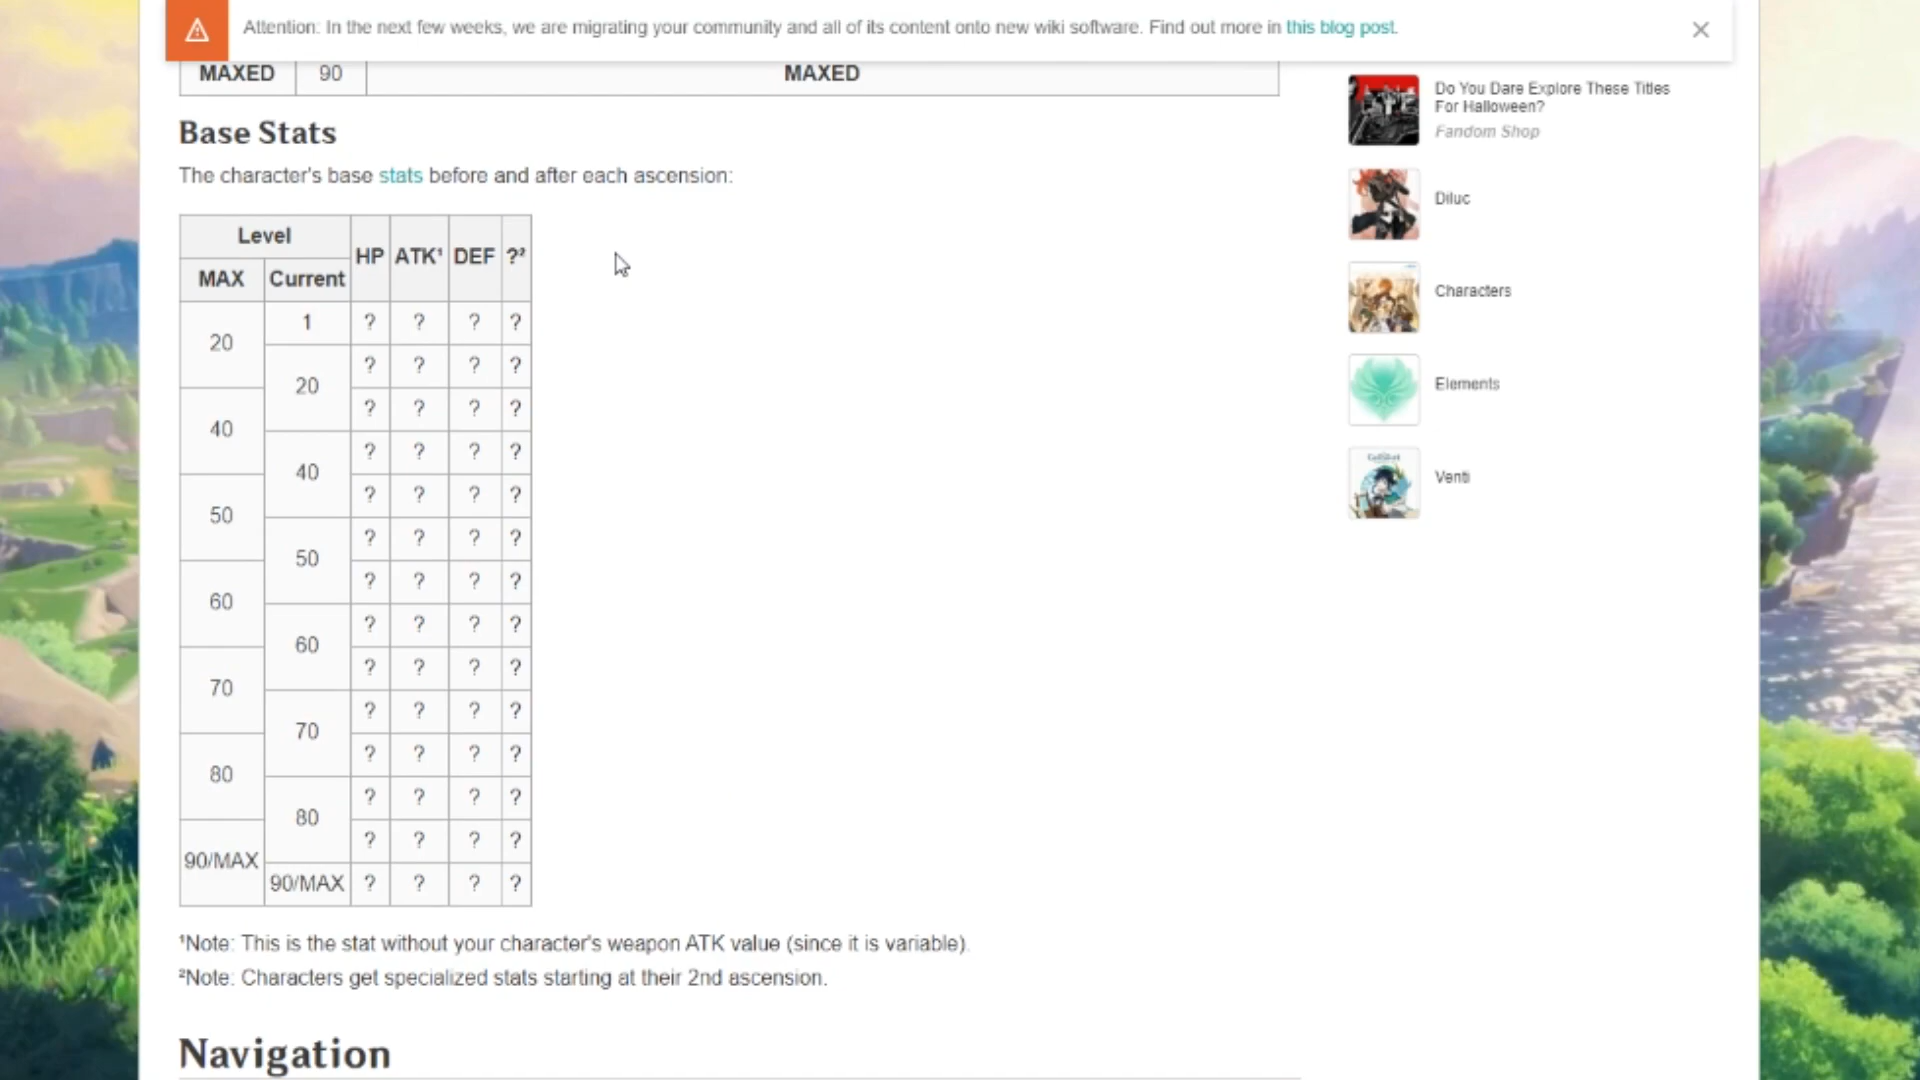 Attention: In the next few weeks, we are migrating your community and all of its content onto new wiki software. Find out more in this blog post.
MAXED 90 MAXED
Base Stats
The character's base stats before and after each ascension:
Level HP ATK¹ DEF ?²
MAX Current
20 1 ? ? ? ?
20 ? ? ? ?
40 ? ? ? ?
40 ? ? ? ?
50 ? ? ? ?
50 ? ? ? ?
60 ? ? ? ?
60 ? ? ? ?
70 ? ? ? ?
70 ? ? ? ?
80 ? ? ? ?
80 ? ? ? ?
90/MAX ? ? ? ?
90/MAX ? ? ? ?
¹Note: This is the stat without your character's weapon ATK value (since it is variable).
²Note: Characters get specialized stats starting at their 2nd ascension.
Navigation
Do You Dare Explore These Titles
For Halloween?
Fandom Shop
Diluc
Characters
Elements
Venti